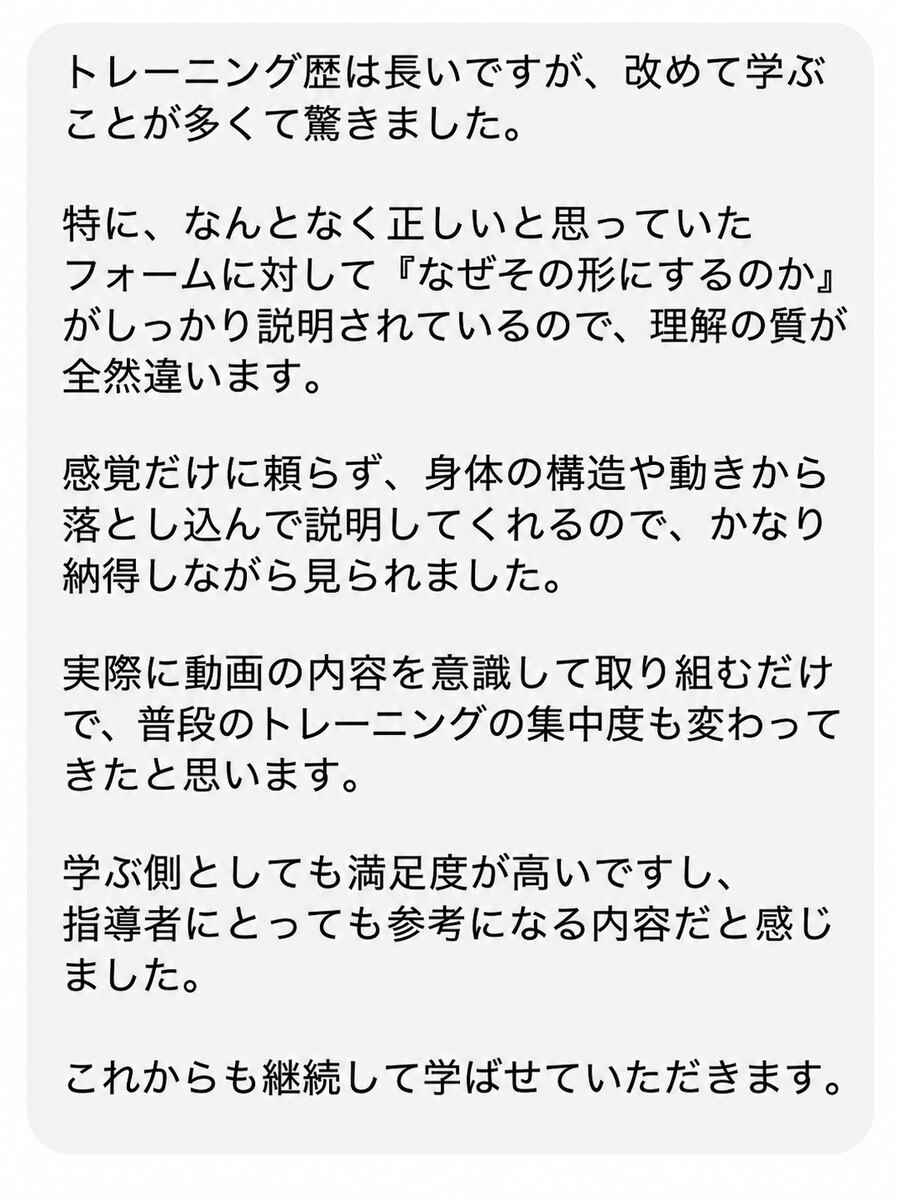 トレーニング歴は長いですが、改めて学ぶ
ことが多くて驚きました。
特に、なんとなく正しいと思っていた
フォームに対して『なぜその形にするのか』
がしっかり説明されているので、理解の質が
全然違います。
感覚だけに頼らず、身体の構造や動きから
落とし込んで説明してくれるので、かなり
納得しながら見られました。
実際に動画の内容を意識して取り組むだけ
で、普段のトレーニングの集中度も変わって
きたと思います。
学ぶ側としても満足度が高いですし、
指導者にとっても参考になる内容だと感じ
ました。
これからも継続して学ばせていただきます。